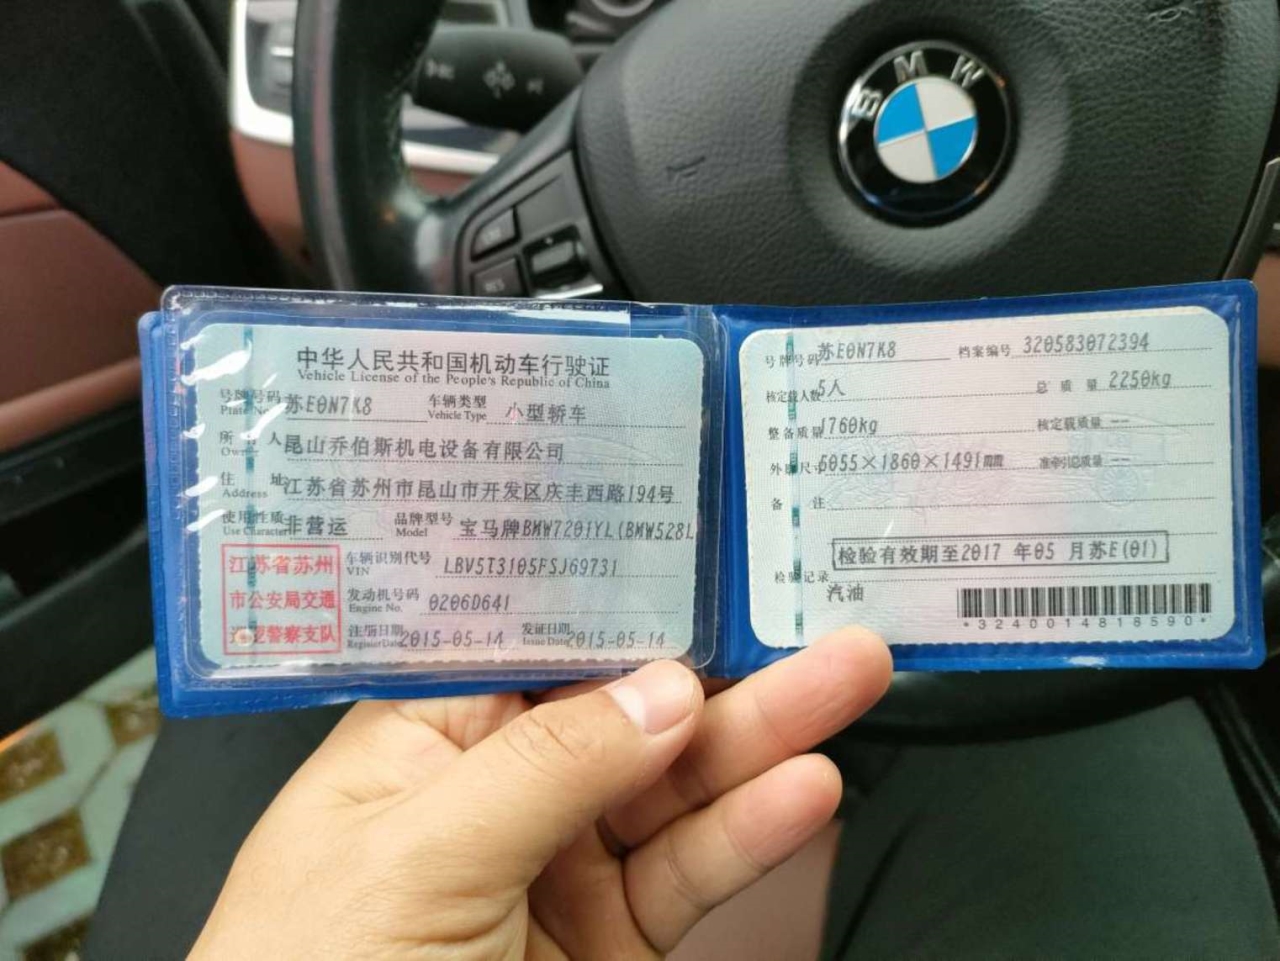 BMW
中华人民共和国机动车行驶证
Vehicle License of the People's Republic of China
号牌号码 Plate No. 苏E0N7K8 车辆类型 Vehicle Type 小型轿车
所有人 Owner 昆山乔伯斯机电设备有限公司
住址 Address 江苏省苏州市昆山市开发区庆丰西路194号
使用性质 Use Character 非营运 品牌型号 Model 宝马牌BMW7201YL(BMW528L
江苏省苏州
市公安局交通
巡逻警察支队
车辆识别代号 VIN LBV5T3105FSJ69731
发动机号码 Engine No. 0206D641
注册日期 Register Date 2015-05-14 发证日期 Issue Date 2015-05-14
号牌号码 苏E0N7K8 档案编号 320583072394
核定载人数 5人 总质量 2250kg
整备质量 1760kg 核定载质量 --
外廓尺寸 5055×1860×1491mm 准牵引总质量 --
备注
检验有效期至2017 年05 月苏E(01)
检验记录
汽油
*3240014818590*